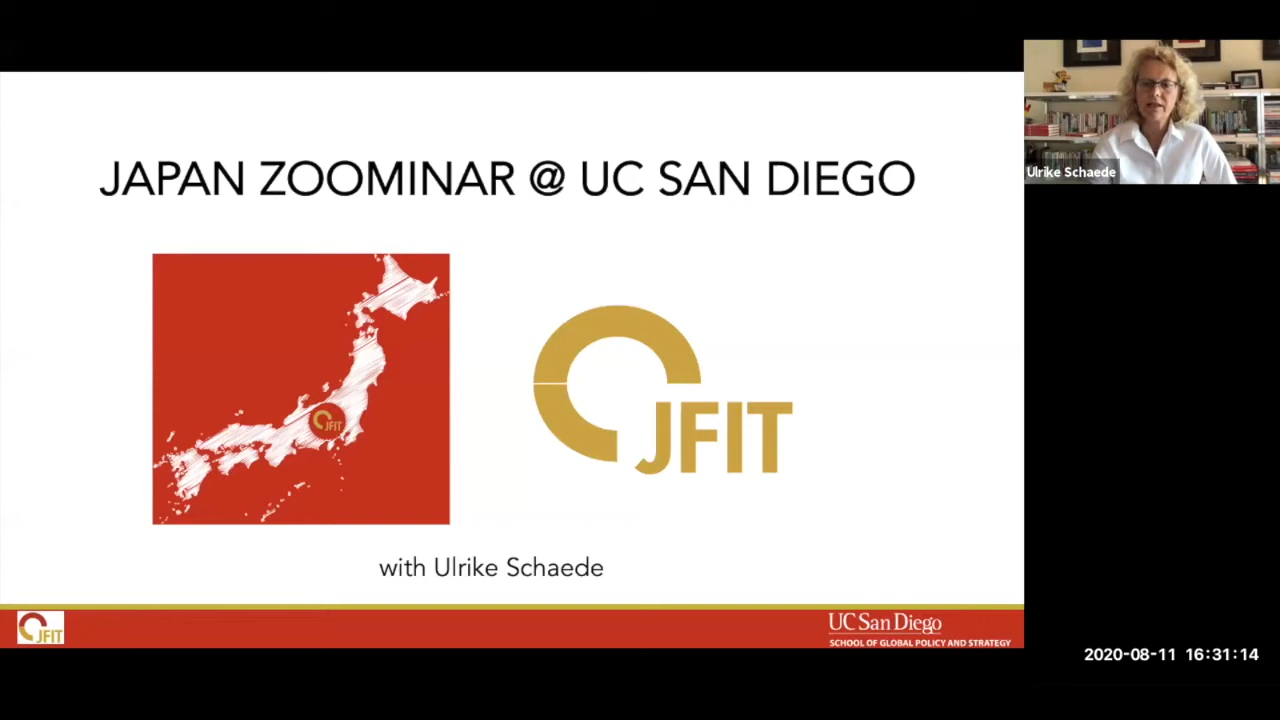 JAPAN ZOOMINAR @ UC SAN DIEGO
Ulrike Schaede
JFIT
JFIT
with Ulrike Schaede
JFIT
UC San Diego
SCHOOL OF GLOBAL POLICY AND STRATEGY
2020-08-11 16:31:14